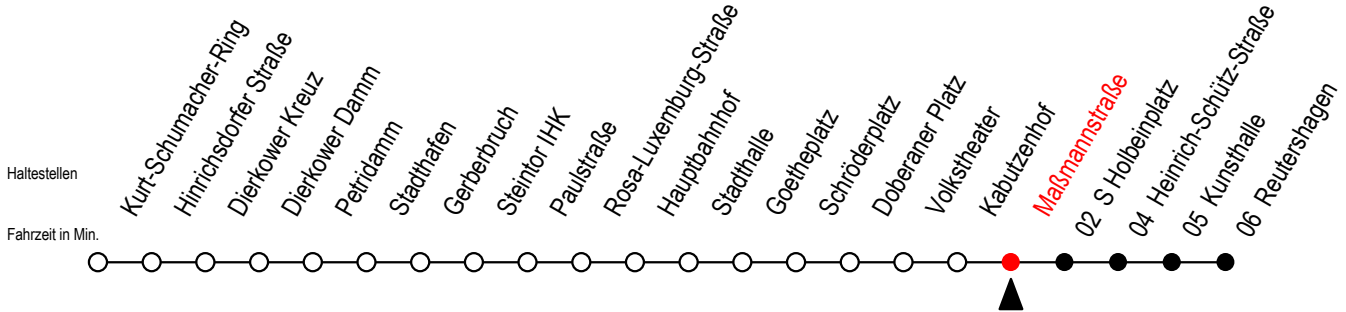 Haltestellen
Fahrzeit in Min.
Kurt-Schumacher-Ring
Hinrichsdorfer Straße
Dierkower Kreuz
Dierkower Damm
Petridamm
Stadthafen
Gerberbruch
Steintor IHK
Paulstraße
Rosa-Luxemburg-Straße
Hauptbahnhof
Stadthalle
Goetheplatz
Schröderplatz
Doberaner Platz
Volkstheater
Kabutzenhof
Maßmannstraße
02 S Holbeinplatz
04 Heinrich-Schütz-Straße
05 Kunsthalle
06 Reutershagen